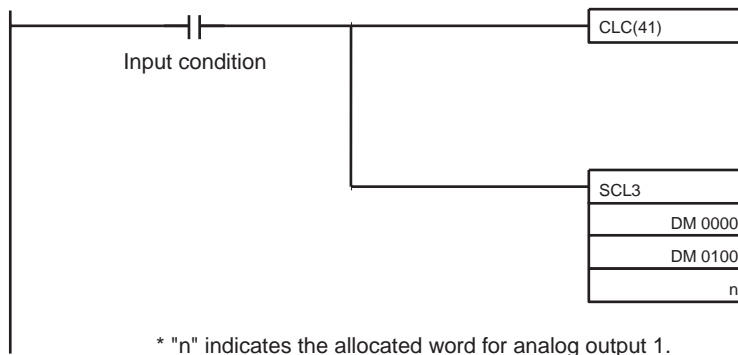 CLC(41)
Input condition
SCL3
DM 0000
DM 0100
n
* "n" indicates the allocated word for analog output 1.